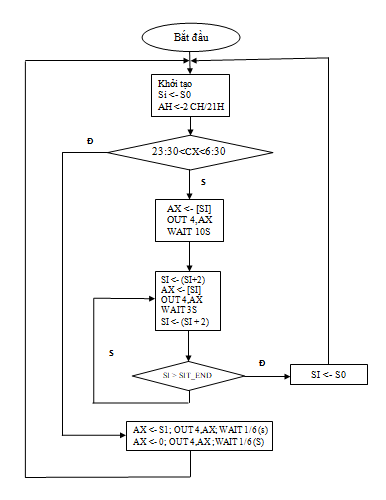 Bắt đầu
Khởi tạo
Si <- S0
AH <-2 CH/21H
Đ
23:30<CX<6:30
S
AX <- [SI]
OUT 4,AX
WAIT 10S
SI <- (SI+2)
AX <- [SI]
OUT 4,AX
WAIT 3S
SI <- (SI + 2)
S
SI > SIT_END
Đ
SI <- S0
AX <- S1; OUT 4,AX; WAIT 1/6 (s)
AX <- 0; OUT 4,AX ; WAIT 1/6 (S)